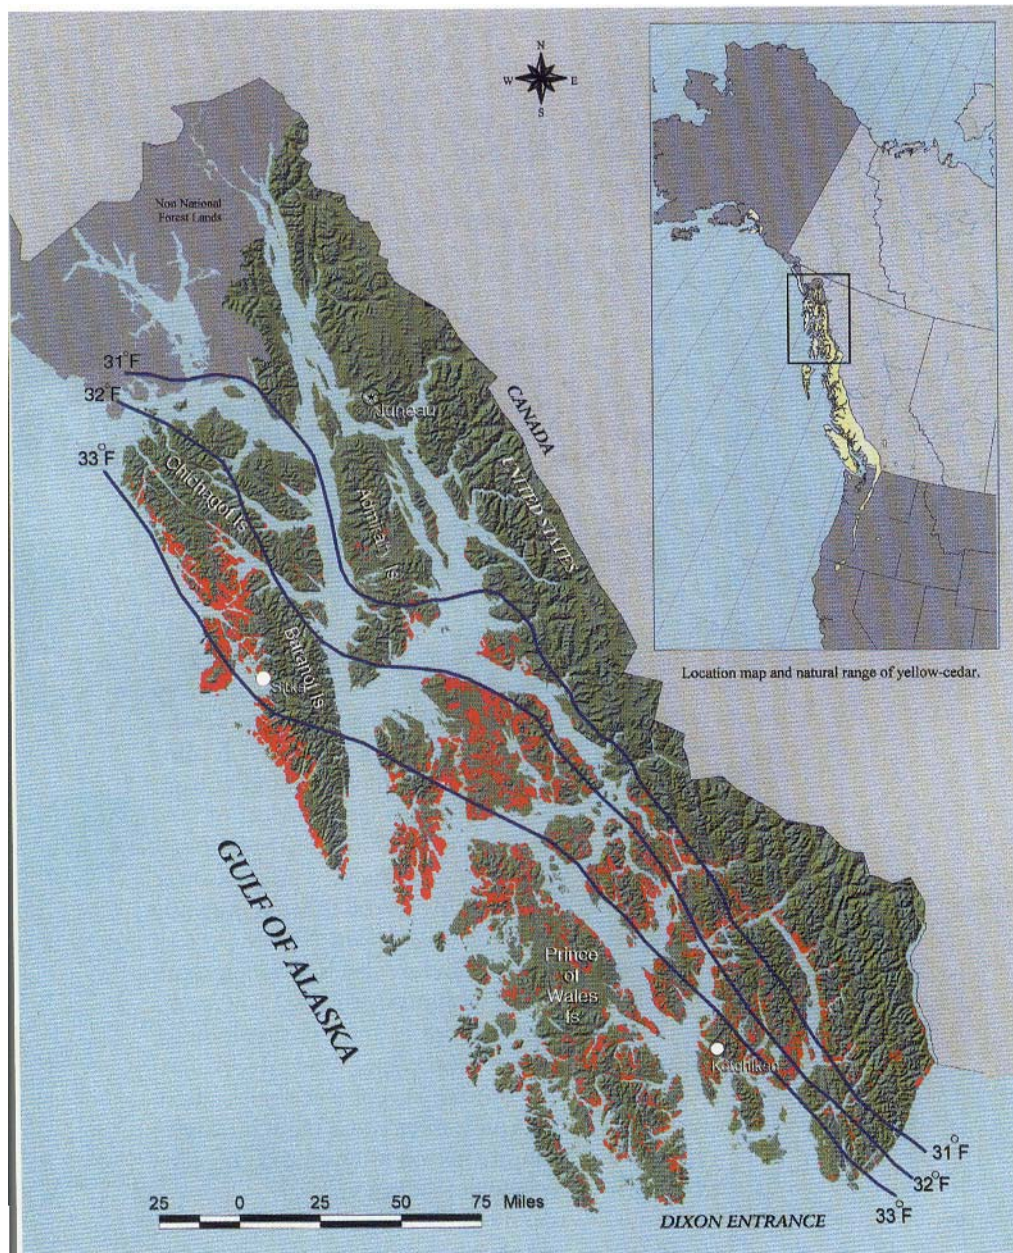 N
W E
S
Non National
Forest Lands
31°F
32°F
33°F
Juneau
CANADA
UNITED STATES
Chichagof Is
Admiralty Is
Baranof Is
Sitka
Location map and natural range of yellow-cedar.
GULF OF ALASKA
Prince
of
Wales
Is
Ketchikan
31°F
32°F
33°F
25 0 25 50 75 Miles
DIXON ENTRANCE